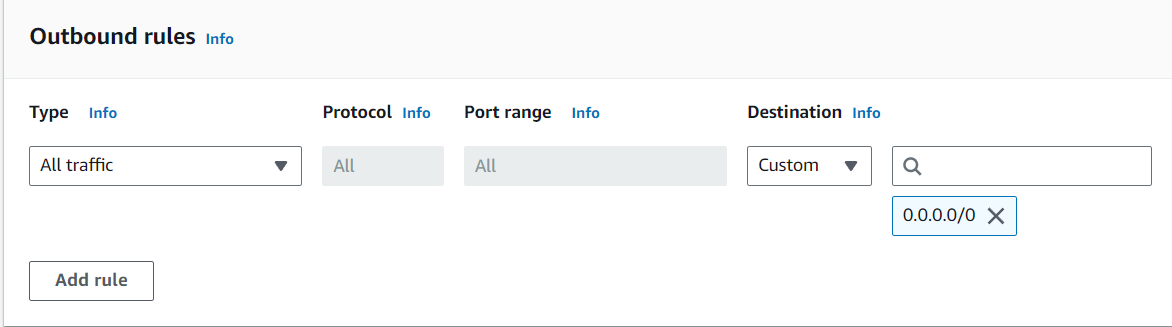 Outbound rules Info
Type Info Protocol Info Port range Info Destination Info
All traffic All All Custom
0.0.0.0/0
Add rule